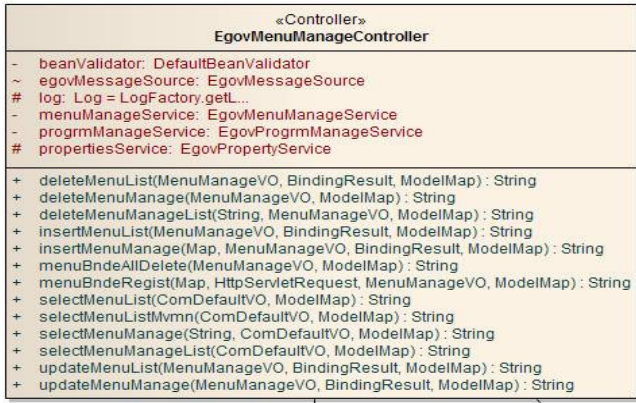 «Controller»
EgovMenuManageController
- beanValidator: DefaultBeanValidator
~ egovMessageSource: EgovMessageSource
# log: Log = LogFactory.getL...
- menuManageService: EgovMenuManageService
- progrmManageService: EgovProgrmManageService
# propertiesService: EgovPropertyService
+ deleteMenuList(MenuManageVO, BindingResult, ModelMap) : String
+ deleteMenuManage(MenuManageVO, ModelMap) : String
+ deleteMenuManageList(String, MenuManageVO, ModelMap) : String
+ insertMenuList(MenuManageVO, BindingResult, ModelMap) : String
+ insertMenuManage(Map, MenuManageVO, BindingResult, ModelMap) : String
+ menuBndeAllDelete(MenuManageVO, ModelMap) : String
+ menuBndeRegist(Map, HttpServletRequest, MenuManageVO, ModelMap) : String
+ selectMenuList(ComDefaultVO, ModelMap) : String
+ selectMenuListMvmn(ComDefaultVO, ModelMap) : String
+ selectMenuManage(String, ComDefaultVO, ModelMap) : String
+ selectMenuManageList(ComDefaultVO, ModelMap) : String
+ updateMenuList(MenuManageVO, BindingResult, ModelMap) : String
+ updateMenuManage(MenuManageVO, BindingResult, ModelMap) : String